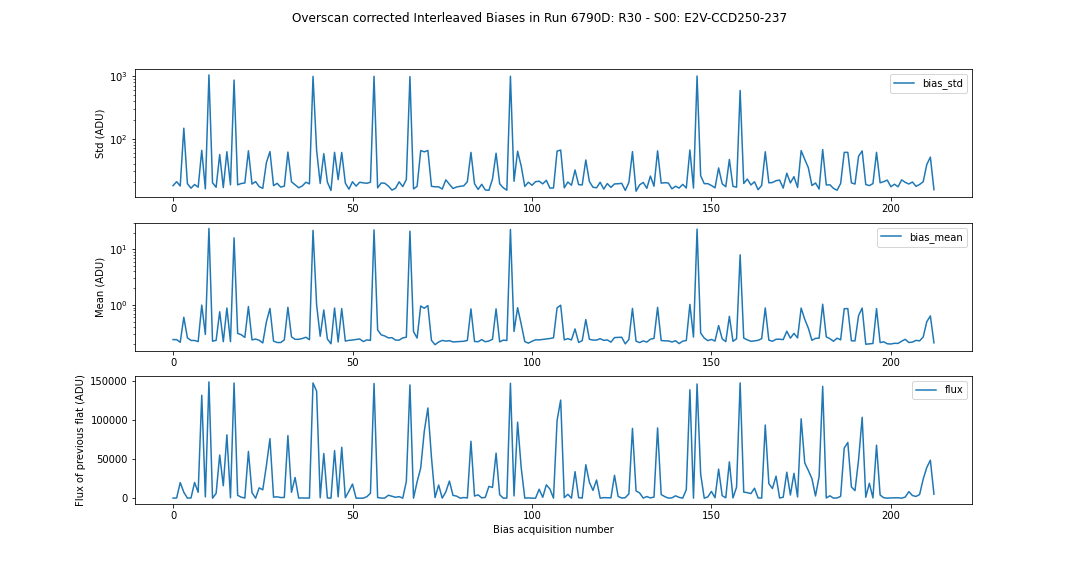 Overscan corrected Interleaved Biases in Run 6790D: R30 - S00: E2V-CCD250-237
10³
10²
Std (ADU)
bias_std
0 50 100 150 200
10¹
10⁰
Mean (ADU)
bias_mean
0 50 100 150 200
150000
100000
50000
0
Flux of previous flat (ADU)
flux
0 50 100 150 200
Bias acquisition number